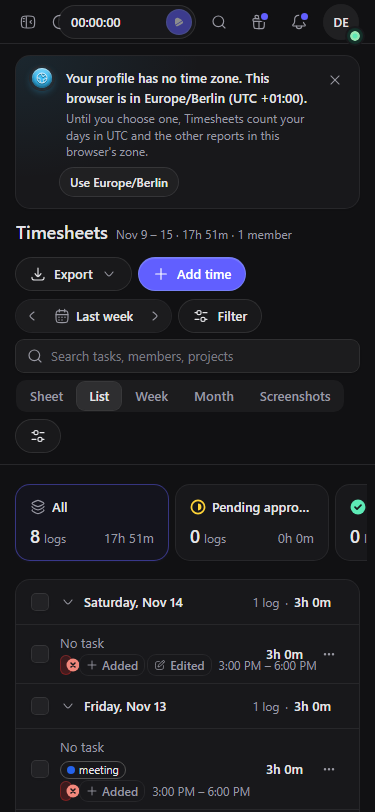 00:00:00
DE
Your profile has no time zone. This
browser is in Europe/Berlin (UTC +01:00).
Until you choose one, Timesheets count your
days in UTC and the other reports in this
browser's zone.
Use Europe/Berlin
Timesheets Nov 9 – 15 · 17h 51m · 1 member
Export
Add time
Last week
Filter
Search tasks, members, projects
Sheet List Week Month Screenshots
All
8 logs 17h 51m
Pending appro...
0 logs 0h 0m
0
Saturday, Nov 14 1 log · 3h 0m
No task
Added Edited 3:00 PM – 6:00 PM 3h 0m
Friday, Nov 13 1 log · 3h 0m
No task
meeting 3h 0m
Added 3:00 PM – 6:00 PM